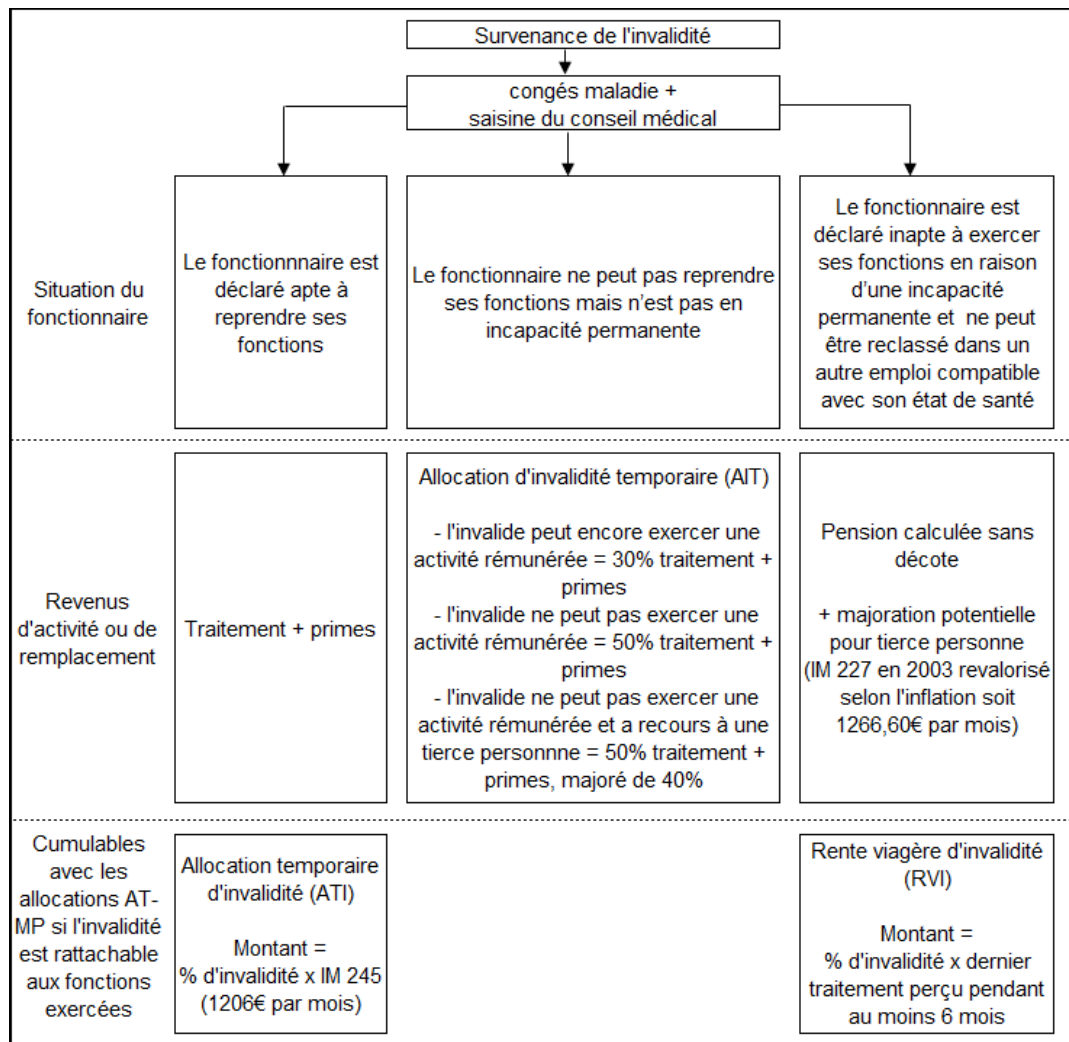 Survenance de l'invalidité
congés maladie +
saisine du conseil médical
Situation du
fonctionnaire
Le fonctionnnaire est
déclaré apte à
reprendre ses
fonctions
Le fonctionnaire ne peut pas reprendre
ses fonctions mais n'est pas en
incapacité permanente
Le fonctionnaire est
déclaré inapte à exercer
ses fonctions en raison
d'une incapacité
permanente et ne peut
être reclassé dans un
autre emploi compatible
avec son état de santé
Revenus
d'activité ou de
remplacement
Traitement + primes
Allocation d'invalidité temporaire (AIT)
- l'invalide peut encore exercer une
activité rémunérée = 30% traitement +
primes
- l'invalide ne peut pas exercer une
activité rémunérée = 50% traitement +
primes
- l'invalide ne peut pas exercer une
activité rémunérée et a recours à une
tierce personnne = 50% traitement +
primes, majoré de 40%
Pension calculée sans
décote
+ majoration potentielle
pour tierce personne
(IM 227 en 2003 revalorisé
selon l'inflation soit
1266,60€ par mois)
Cumulables
avec les
allocations AT-
MP si l'invalidité
est rattachable
aux fonctions
exercées
Allocation temporaire
d'invalidité (ATI)
Montant =
% d'invalidité x IM 245
(1206€ par mois)
Rente viagère d'invalidité
(RVI)
Montant =
% d'invalidité x dernier
traitement perçu pendant
au moins 6 mois